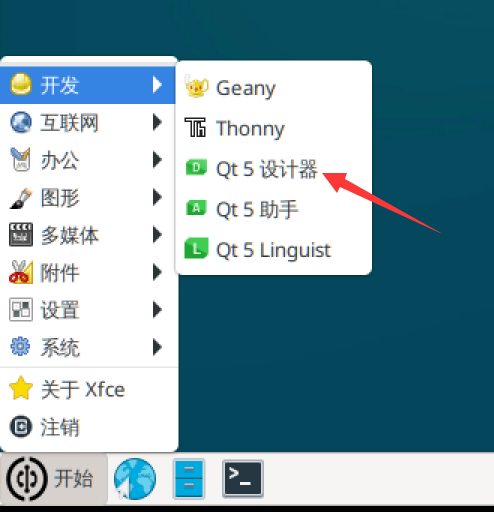 开发
互联网
办公
图形
多媒体
附件
设置
系统
关于 Xfce
注销
Geany
Thonny
Qt 5 设计器
Qt 5 助手
Qt 5 Linguist
开始